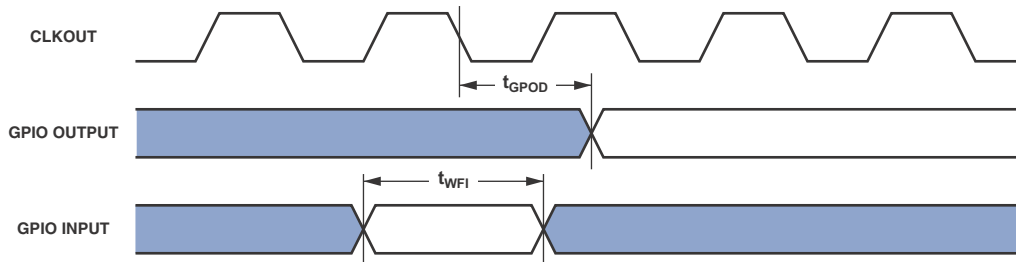 CLKOUT
tGPOD
GPIO OUTPUT
tWFI
GPIO INPUT